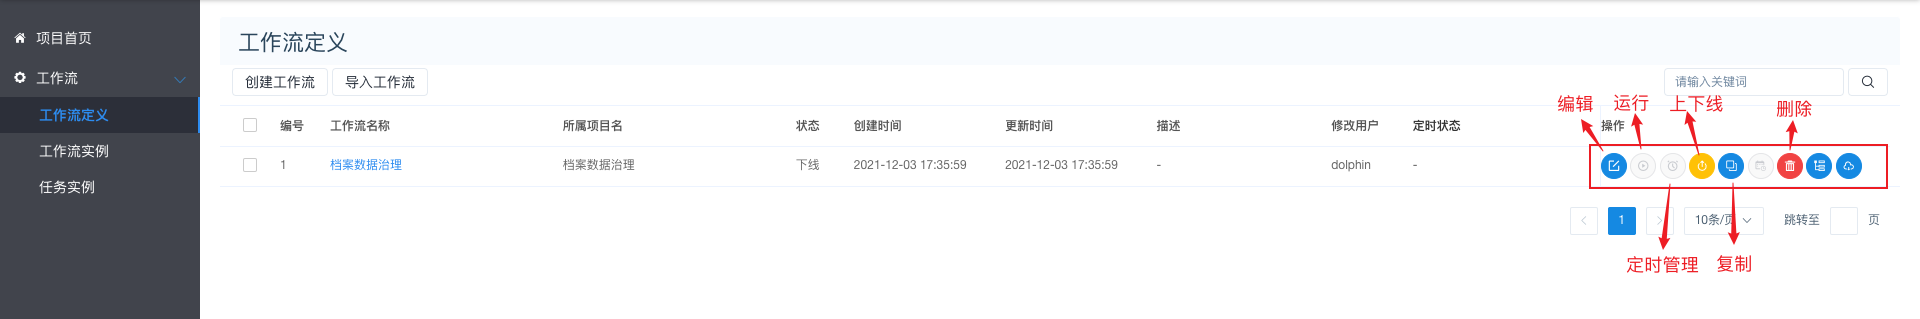 项目首页
工作流
工作流定义
工作流实例
任务实例
工作流定义
创建工作流 导入工作流
请输入关键词
编辑 运行 上下线 删除
编号 工作流名称 所属项目名 状态 创建时间 更新时间 描述 修改用户 定时状态 操作
1 档案数据治理 档案数据治理 下线 2021-12-03 17:35:59 2021-12-03 17:35:59 - dolphin -
1 10条/页 跳转至 页
定时管理 复制